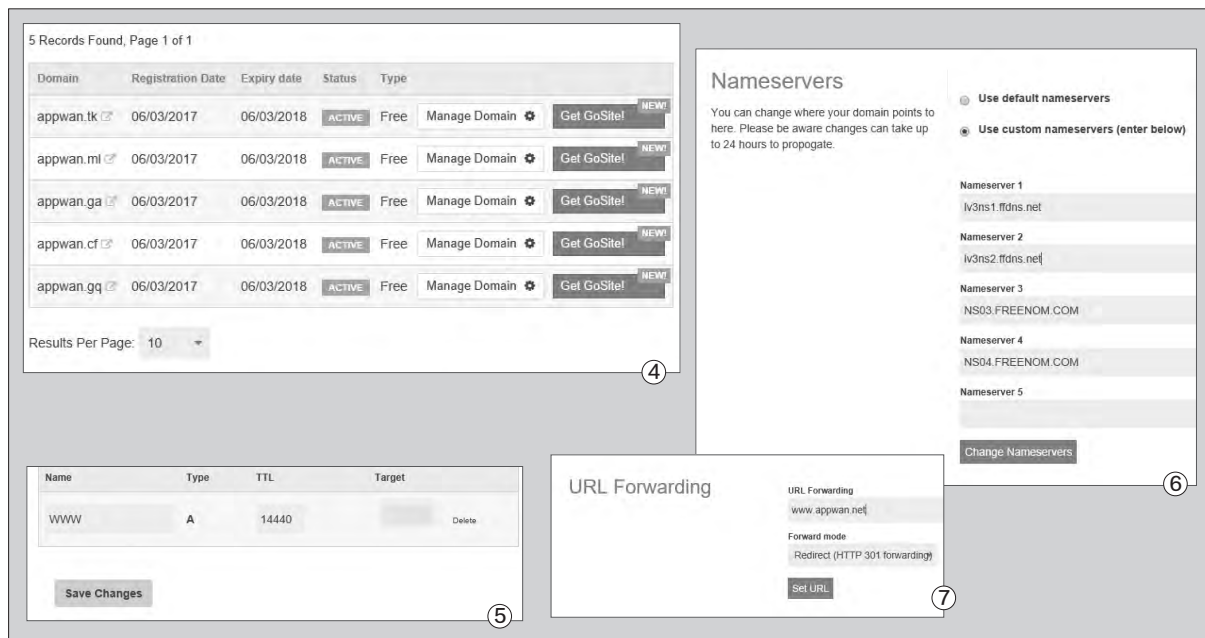 5 Records Found, Page 1 of 1
Domain Registration Date Expiry date Status Type
appwan.tk 06/03/2017 06/03/2018 ACTIVE Free Manage Domain Get GoSite! NEW!
appwan.ml 06/03/2017 06/03/2018 ACTIVE Free Manage Domain Get GoSite! NEW!
appwan.ga 06/03/2017 06/03/2018 ACTIVE Free Manage Domain Get GoSite! NEW!
appwan.cf 06/03/2017 06/03/2018 ACTIVE Free Manage Domain Get GoSite! NEW!
appwan.gq 06/03/2017 06/03/2018 ACTIVE Free Manage Domain Get GoSite! NEW!
Results Per Page: 10
④
Name Type TTL Target
WWW A 14440 Delete
Save Changes
⑤
Nameservers
You can change where your domain points to
here. Please be aware changes can take up
to 24 hours to propogate.
Use default nameservers
Use custom nameservers (enter below)
Nameserver 1
lv3ns1.ffdns.net
Nameserver 2
lv3ns2.ffdns.net
Nameserver 3
NS03.FREENOM.COM
Nameserver 4
NS04.FREENOM.COM
Nameserver 5
Change Nameservers
⑥
URL Forwarding
URL Forwarding
www.appwan.net
Forward mode
Redirect (HTTP 301 forwarding)
Set URL
⑦